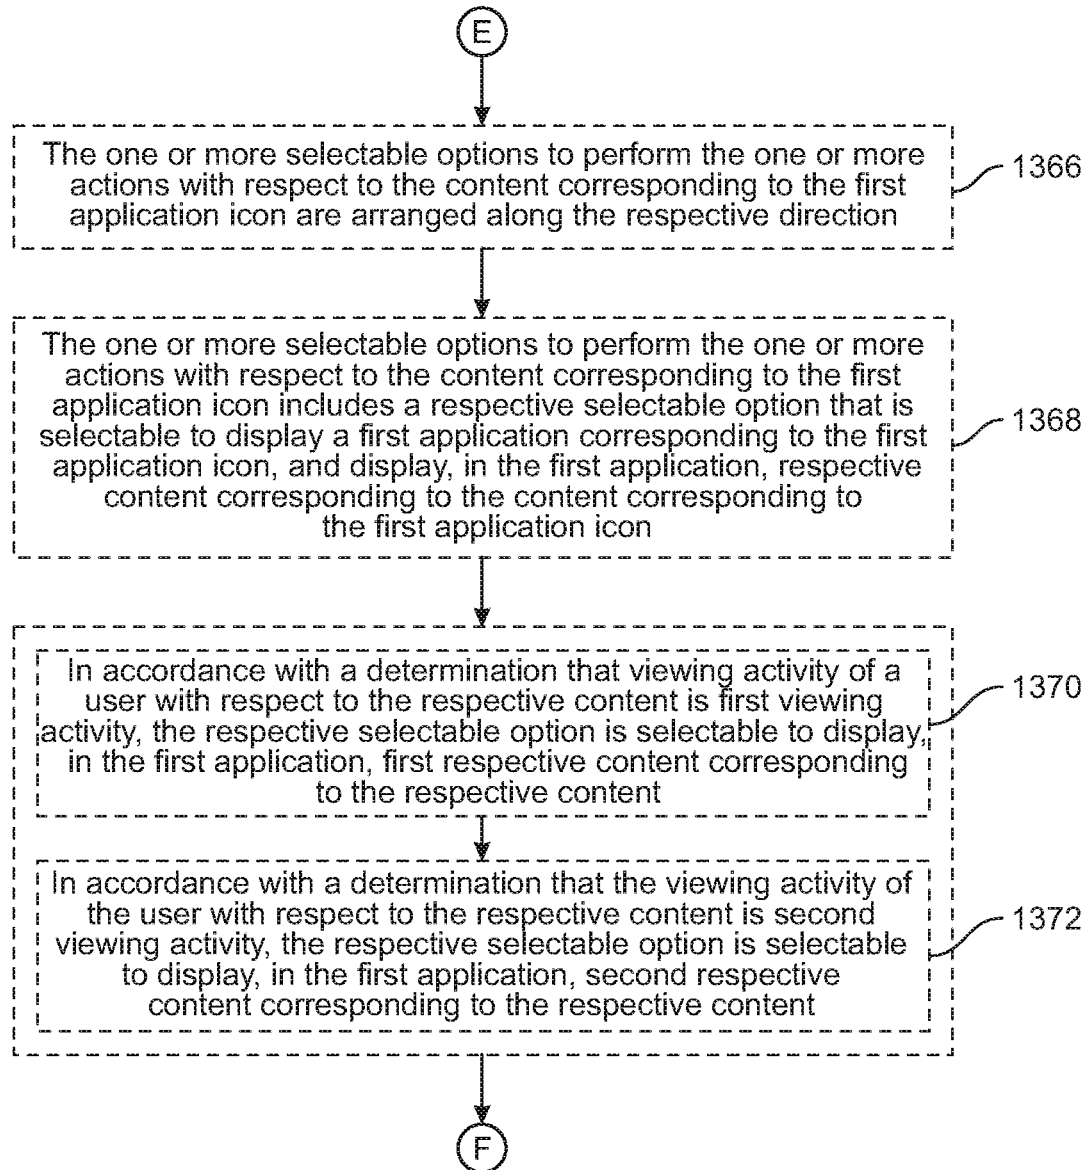 E
The one or more selectable options to perform the one or more
actions with respect to the content corresponding to the first
application icon are arranged along the respective direction
1366
The one or more selectable options to perform the one or more
actions with respect to the content corresponding to the first
application icon includes a respective selectable option that is
selectable to display a first application corresponding to the first
application icon, and display, in the first application, respective
content corresponding to the content corresponding to
the first application icon
1368
In accordance with a determination that viewing activity of a
user with respect to the respective content is first viewing
activity, the respective selectable option is selectable to display,
in the first application, first respective content corresponding
to the respective content
1370
In accordance with a determination that the viewing activity of
the user with respect to the respective content is second
viewing activity, the respective selectable option is selectable
to display, in the first application, second respective
content corresponding to the respective content
1372
F